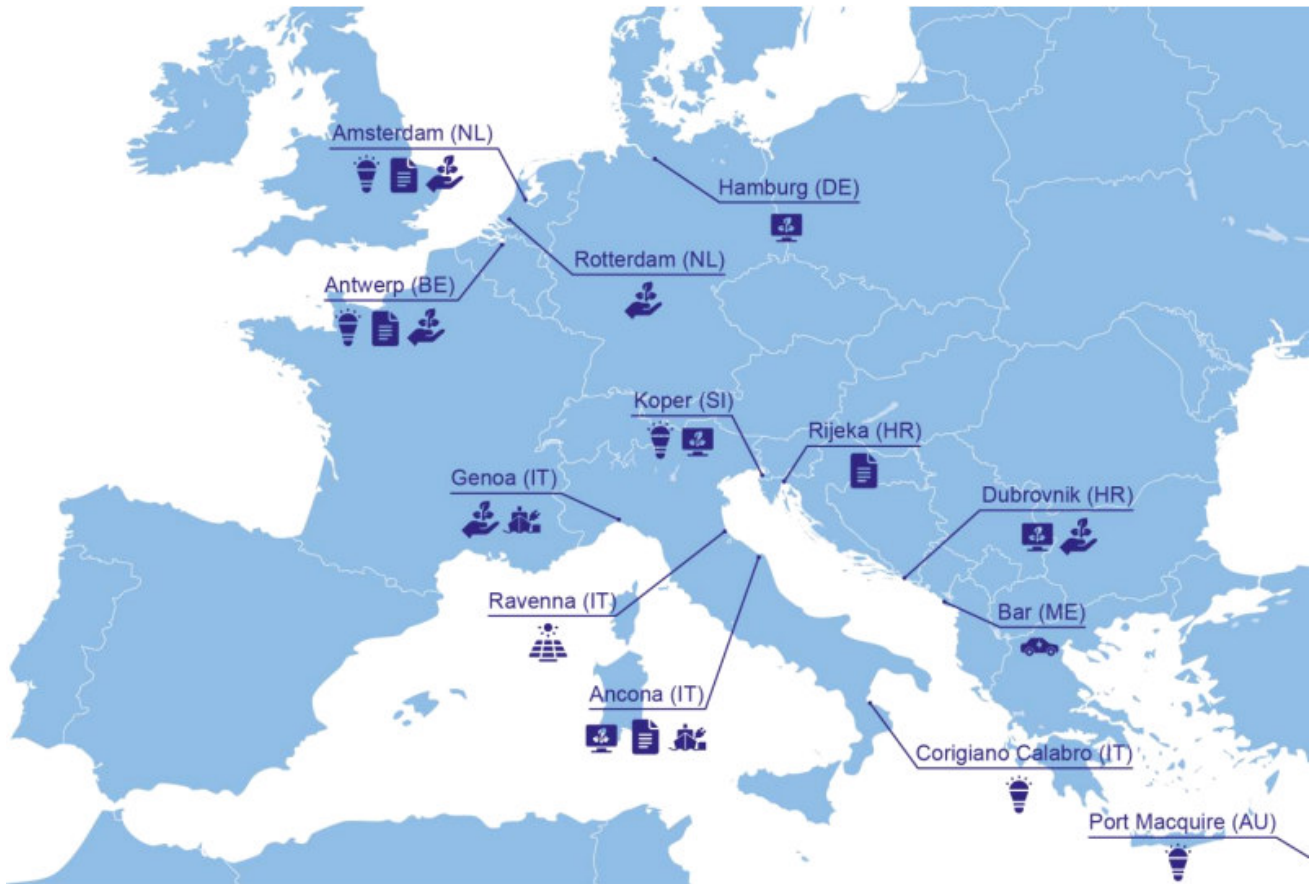 Amsterdam (NL)
Hamburg (DE)
Rotterdam (NL)
Antwerp (BE)
Koper (SI)
Rijeka (HR)
Genoa (IT)
Dubrovnik (HR)
Ravenna (IT)
Bar (ME)
Ancona (IT)
Corigiano Calabro (IT)
Port Macquire (AU)